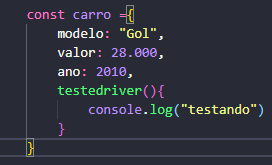 const carro ={
    modelo: "Gol",
    valor: 28.000,
    ano: 2010,
    testedriver(){
        console.log("testando")
    }
}